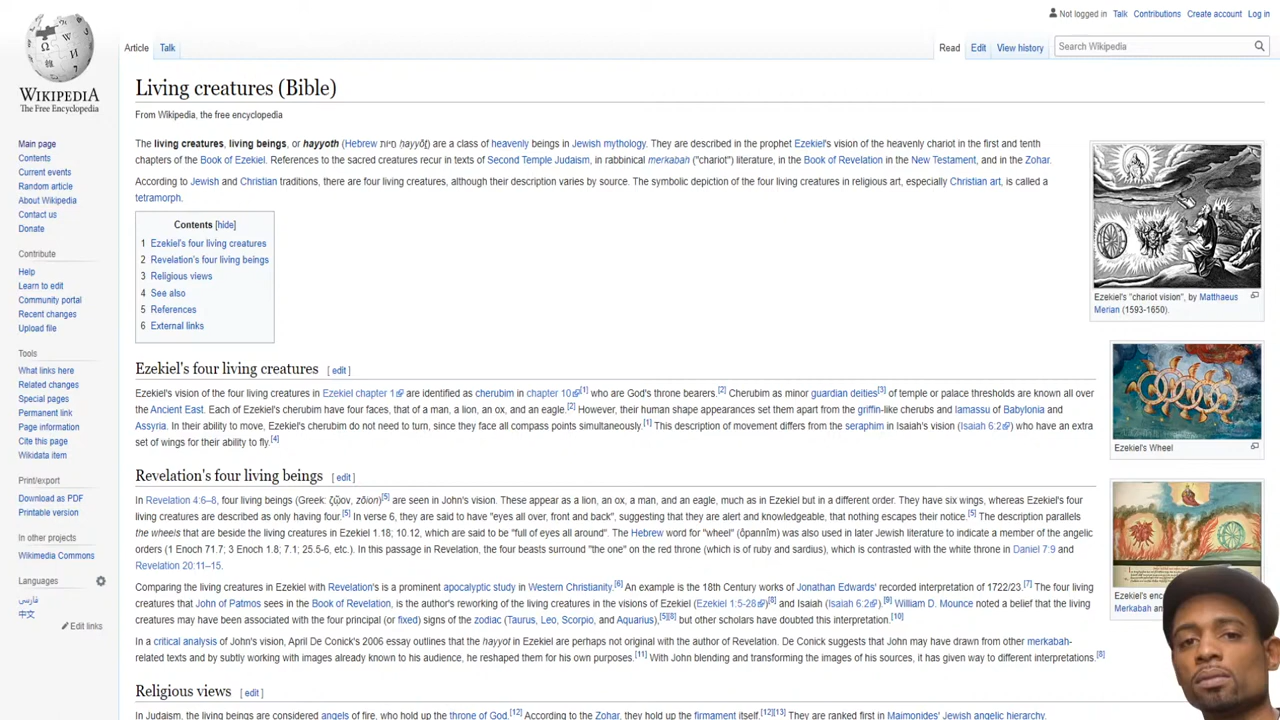 Not logged in Talk Contributions Create account Log in
Article Talk Read Edit View history Search Wikipedia
WIKIPEDIA
The Free Encyclopedia
Main page
Contents
Current events
Random article
About Wikipedia
Contact us
Donate
Contribute
Help
Learn to edit
Community portal
Recent changes
Upload file
Tools
What links here
Related changes
Special pages
Permanent link
Page information
Cite this page
Wikidata item
Print/export
Download as PDF
Printable version
In other projects
Wikimedia Commons
Languages
فارسی
中文
Edit links
Living creatures (Bible)
From Wikipedia, the free encyclopedia
The living creatures, living beings, or hayyoth (Hebrew חַיּוֹת ḥayyōṯ) are a class of heavenly beings in Jewish mythology. They are described in the prophet Ezekiel's vision of the heavenly chariot in the first and tenth
chapters of the Book of Ezekiel. References to the sacred creatures recur in texts of Second Temple Judaism, in rabbinical merkabah ("chariot") literature, in the Book of Revelation in the New Testament, and in the Zohar.
According to Jewish and Christian traditions, there are four living creatures, although their description varies by source. The symbolic depiction of the four living creatures in religious art, especially Christian art, is called a
tetramorph.
Contents [hide]
1 Ezekiel's four living creatures
2 Revelation's four living beings
3 Religious views
4 See also
5 References
6 External links
Ezekiel's "chariot vision", by Matthaeus
Merian (1593-1650).
Ezekiel's four living creatures [ edit ]
Ezekiel's vision of the four living creatures in Ezekiel chapter 1 are identified as cherubim in chapter 10[1] who are God's throne bearers.[2] Cherubim as minor guardian deities[3] of temple or palace thresholds are known all over
the Ancient East. Each of Ezekiel's cherubim have four faces, that of a man, a lion, an ox, and an eagle.[2] However, their human shape appearances set them apart from the griffin-like cherubs and lamassu of Babylonia and
Assyria. In their ability to move, Ezekiel's cherubim do not need to turn, since they face all compass points simultaneously.[1] This description of movement differs from the seraphim in Isaiah's vision (Isaiah 6:2) who have an extra
set of wings for their ability to fly.[4]
Ezekiel's Wheel
Revelation's four living beings [ edit ]
In Revelation 4:6–8, four living beings (Greek: ζῷον, zōion)[5] are seen in John's vision. These appear as a lion, an ox, a man, and an eagle, much as in Ezekiel but in a different order. They have six wings, whereas Ezekiel's four
living creatures are described as only having four.[5] In verse 6, they are said to have "eyes all over, front and back", suggesting that they are alert and knowledgeable, that nothing escapes their notice.[5] The description parallels
the wheels that are beside the living creatures in Ezekiel 1.18; 10.12, which are said to be "full of eyes all around". The Hebrew word for "wheel" (ôpannîm) was also used in later Jewish literature to indicate a member of the angelic
orders (1 Enoch 71.7; 3 Enoch 1.8; 7.1, 25.5-6, etc.). In this passage in Revelation, the four beasts surround "the one" on the red throne (which is of ruby and sardius), which is contrasted with the white throne in Daniel 7:9 and
Revelation 20:11–15.
Comparing the living creatures in Ezekiel with Revelation's is a prominent apocalyptic study in Western Christianity.[6] An example is the 18th Century works of Jonathan Edwards' recorded interpretation of 1722/23.[7] The four living
creatures that John of Patmos sees in the Book of Revelation, is the author's reworking of the living creatures in the visions of Ezekiel (Ezekiel 1:5-28)[8] and Isaiah (Isaiah 6:2).[9] William D. Mounce noted a belief that the living
creatures may have been associated with the four principal (or fixed) signs of the zodiac (Taurus, Leo, Scorpio, and Aquarius),[5][8] but other scholars have doubted this interpretation.[10]
Ezekiel's
Merkabah
In a critical analysis of John's vision, April De Conick's 2006 essay outlines that the hayyot in Ezekiel are perhaps not original with the author of Revelation. De Conick suggests that John may have drawn from other merkabah-
related texts and by subtly working with images already known to his audience, he reshaped them for his own purposes.[11] With John blending and transforming the images of his sources, it has given way to different interpretations.[8]
Religious views [ edit ]
In Judaism, the living beings are considered angels of fire, who hold up the throne of God.[12] According to the Zohar, they hold up the firmament itself.[12][13] They are ranked first in Maimonides' Jewish angelic hierarchy.